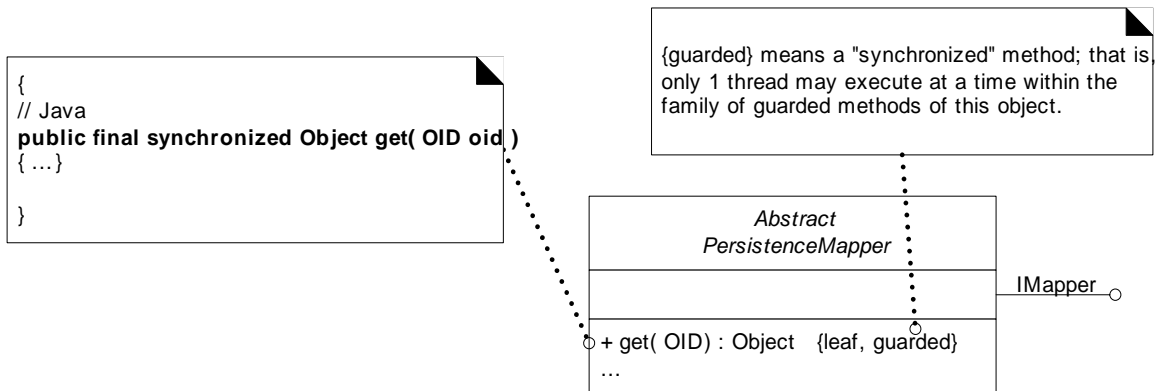 {
// Java
public final synchronized Object get( OID oid )
{ ...}
}
{guarded} means a "synchronized" method; that is,
only 1 thread may execute at a time within the
family of guarded methods of this object.
Abstract
PersistenceMapper
IMapper
+ get( OID) : Object {leaf, guarded}
...